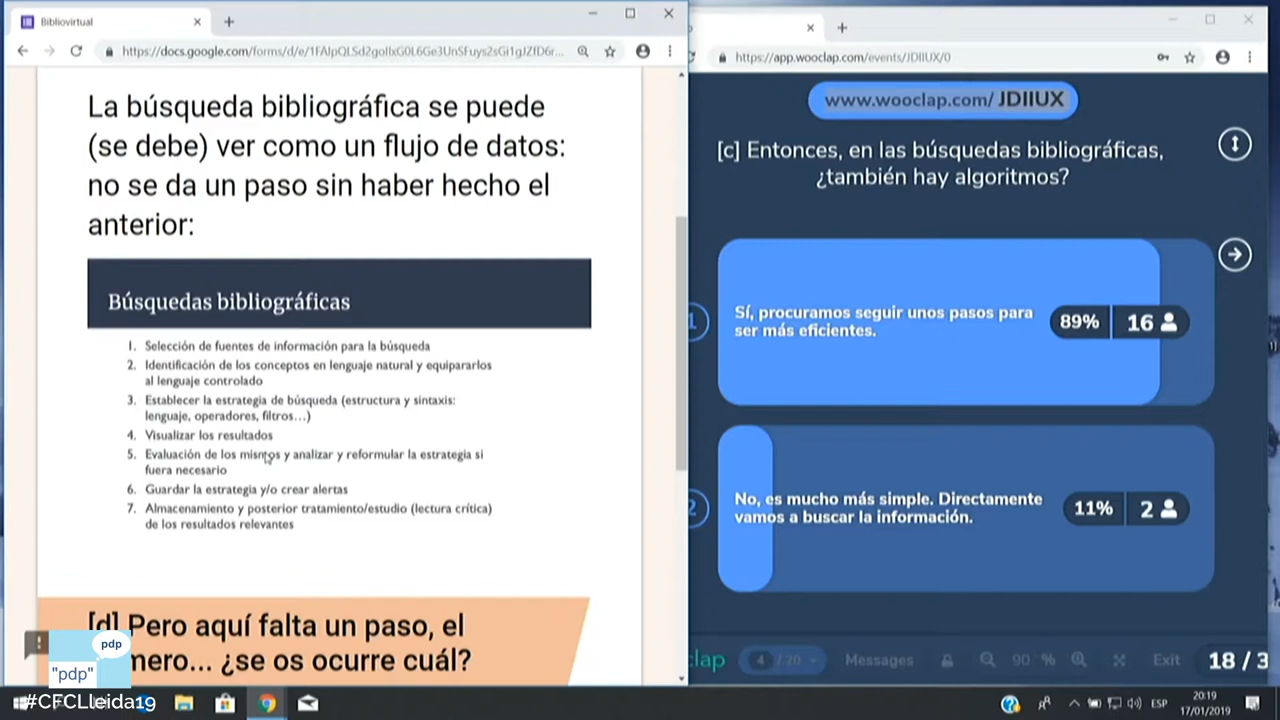 Bibliovirtual
https://docs.google.com/forms/d/e/1FAIpQLSd2gollxG0L6Ge3UnSFuys2sGi1gJZfD6r...
La búsqueda bibliográfica se puede
(se debe) ver como un flujo de datos:
no se da un paso sin haber hecho el
anterior:
Búsquedas bibliográficas
1. Selección de fuentes de información para la búsqueda
2. Identificación de los conceptos en lenguaje natural y equipararlos
al lenguaje controlado
3. Establecer la estrategia de búsqueda (estructura y sintaxis:
lenguaje, operadores, filtros...)
4. Visualizar los resultados
5. Evaluación de los mismos y analizar y reformular la estrategia si
fuera necesario
6. Guardar la estrategia y/o crear alertas
7. Almacenamiento y posterior tratamiento/estudio (lectura crítica)
de los resultados relevantes
[d] Pero aquí falta un paso, el
mero... ¿se os ocurre cuál?
pdp
"pdp"
#CFCLleida19
https://app.wooclap.com/events/JDIIUX/0
www.wooclap.com/ JDIIUX
[c] Entonces, en las búsquedas bibliográficas,
¿también hay algoritmos?
1
Sí, procuramos seguir unos pasos para
ser más eficientes.
89% 16
2
No, es mucho más simple. Directamente
vamos a buscar la información.
11% 2
clap 4 / 20 Messages 90 % Exit 18 / 3
ESP
20:19
17/01/2019